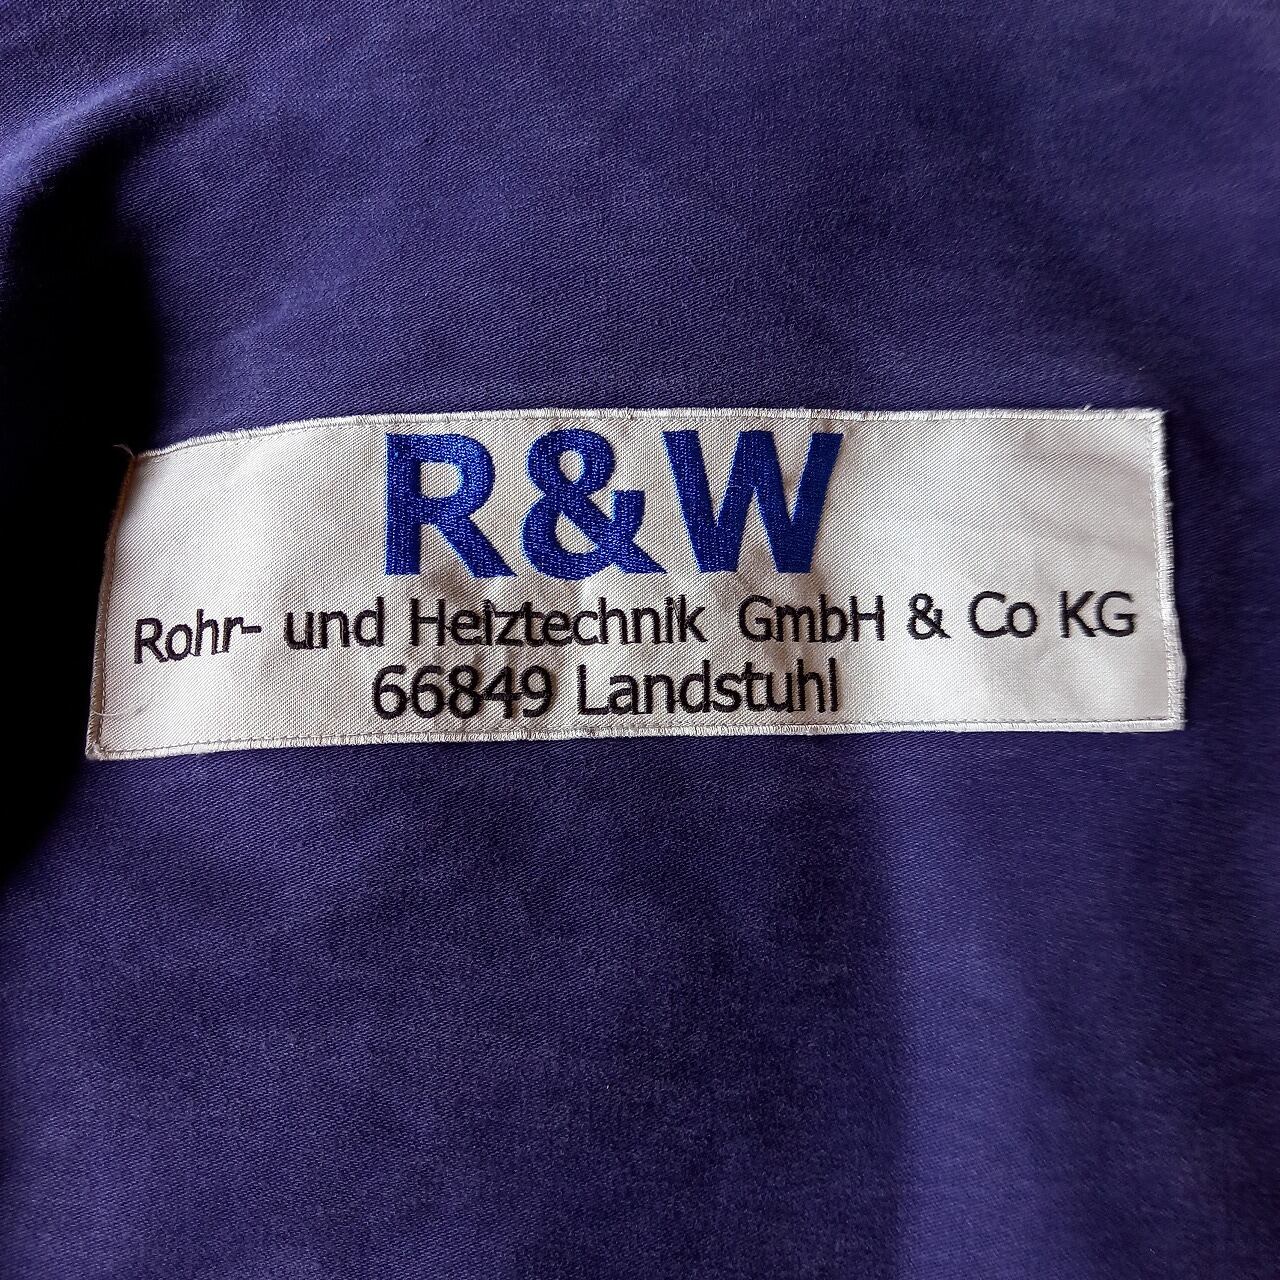 R&W
Rohr- und Heiztechnik GmbH & Co KG
66849 Landstuhl